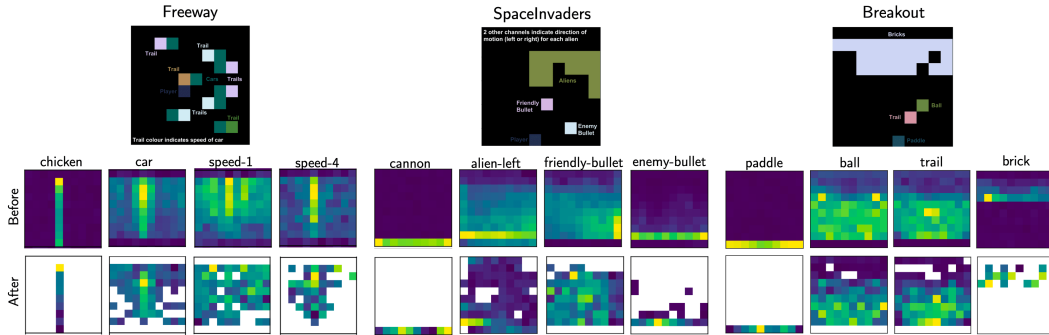 Freeway
SpaceInvaders
Breakout
Trail
Trail
Trail
Cars
Trails
Player
Trails
Trail
Trail colour indicates speed of car
2 other channels indicate direction of
motion (left or right) for each alien
Aliens
Friendly
Bullet
Enemy
Bullet
Player
Bricks
Ball
Trail
Paddle
chicken
car
speed-1
speed-4
cannon
alien-left
friendly-bullet
enemy-bullet
paddle
ball
trail
brick
Before
After